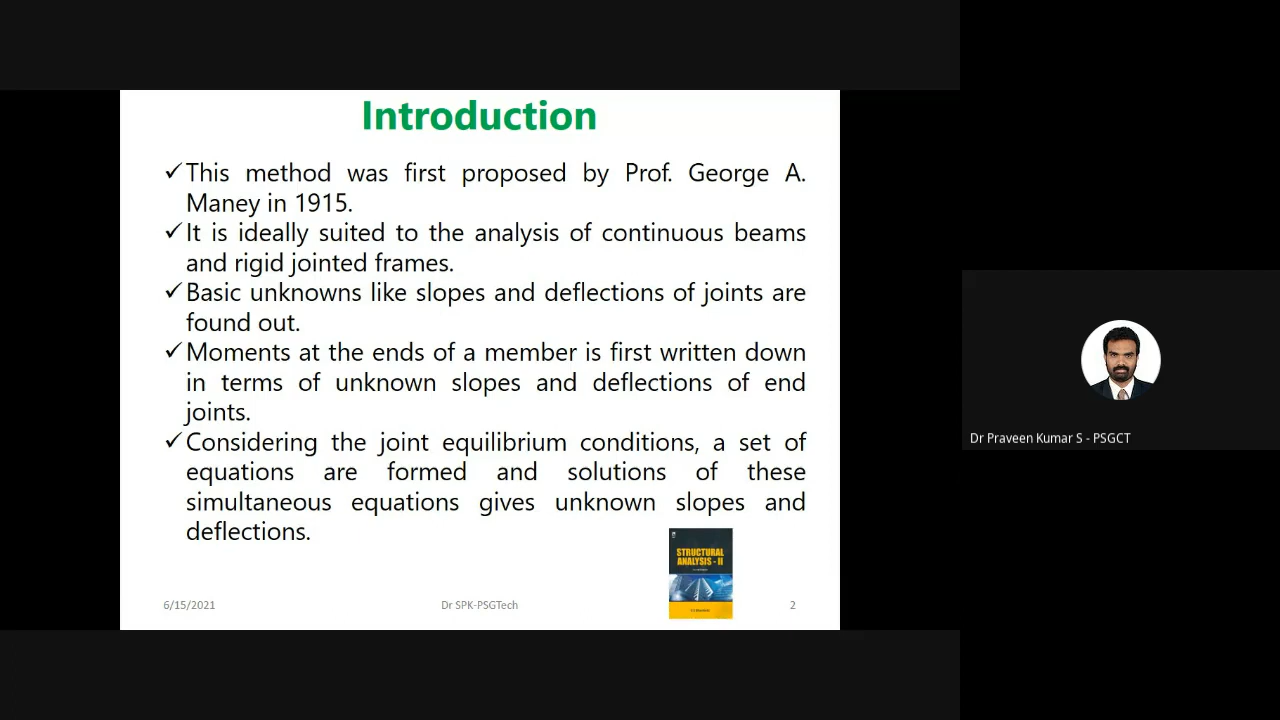 Introduction
✓This method was first proposed by Prof. George A.
Maney in 1915.
✓It is ideally suited to the analysis of continuous beams
and rigid jointed frames.
✓Basic unknowns like slopes and deflections of joints are
found out.
✓Moments at the ends of a member is first written down
in terms of unknown slopes and deflections of end
joints.
✓Considering the joint equilibrium conditions, a set of
equations are formed and solutions of these
simultaneous equations gives unknown slopes and
deflections.
STRUCTURAL
ANALYSIS - II
6/15/2021
Dr SPK-PSGTech
2
Dr Praveen Kumar S - PSGCT